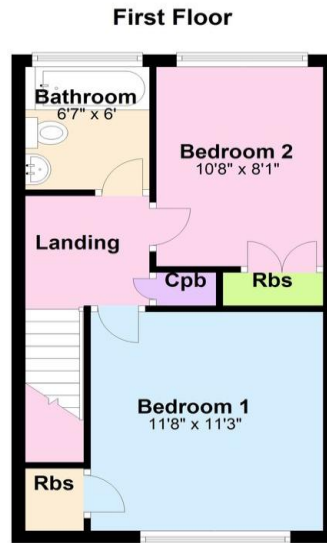 First Floor
Bathroom
6'7" x 6'
Bedroom 2
10'8" x 8'1"
Landing
Cpb
Rbs
Bedroom 1
11'8" x 11'3"
Rbs